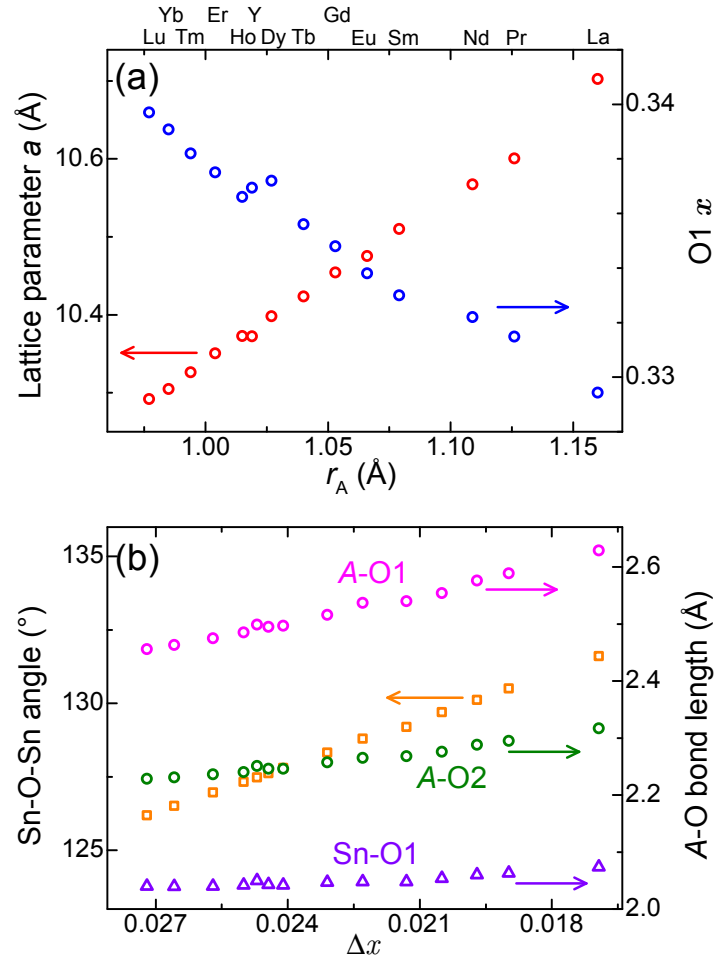 Gd
Yb Er Y
Lu Tm Ho Dy Tb Eu Sm Nd Pr La
(a)
Lattice parameter a (Å)
10.6
10.4
0.34
0.33
O1 x
1.00 1.05 1.10 1.15
r_A (Å)
(b)
Sn-O-Sn angle (°)
135
130
125
A-O1
A-O2
Sn-O1
2.6
2.4
2.2
2.0
A-O bond length (Å)
0.027 0.024 0.021 0.018
Δx